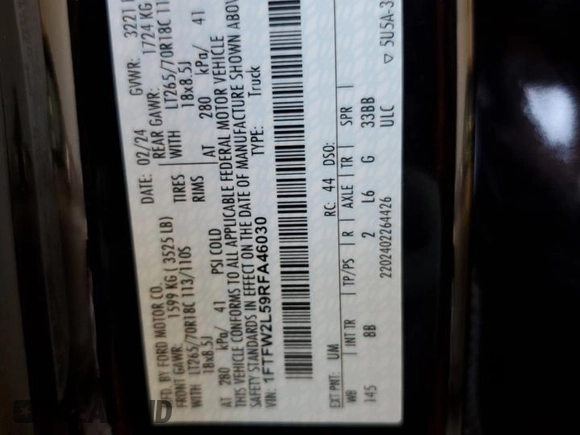 MFD. BY FORD MOTOR CO.
DATE: 02/24 GVWR: 3221
FRONT GAWR: 1599 KG ( 3525 LB) REAR GAWR: 1724 KG
WITH LT265/70R18C 113/110S TIRES WITH LT265/70R18C
18x8.5J RIMS 18x8.5J
AT 280 kPa/ 41 PSI COLD AT 280 kPa/ 41
THIS VEHICLE CONFORMS TO ALL APPLICABLE FEDERAL MOTOR VEHICLE
SAFETY STANDARDS IN EFFECT ON THE DATE OF MANUFACTURE SHOWN
VIN: 1FTFW2L59RFA46030
TYPE: Truck
EXT PNT: UM RC: 44 DSO:
WB INT TR TP/PS R AXLE TR SPR
145 8B 2 L6 G 33BB
2202402264426 ULC
▽ 5U5A-3